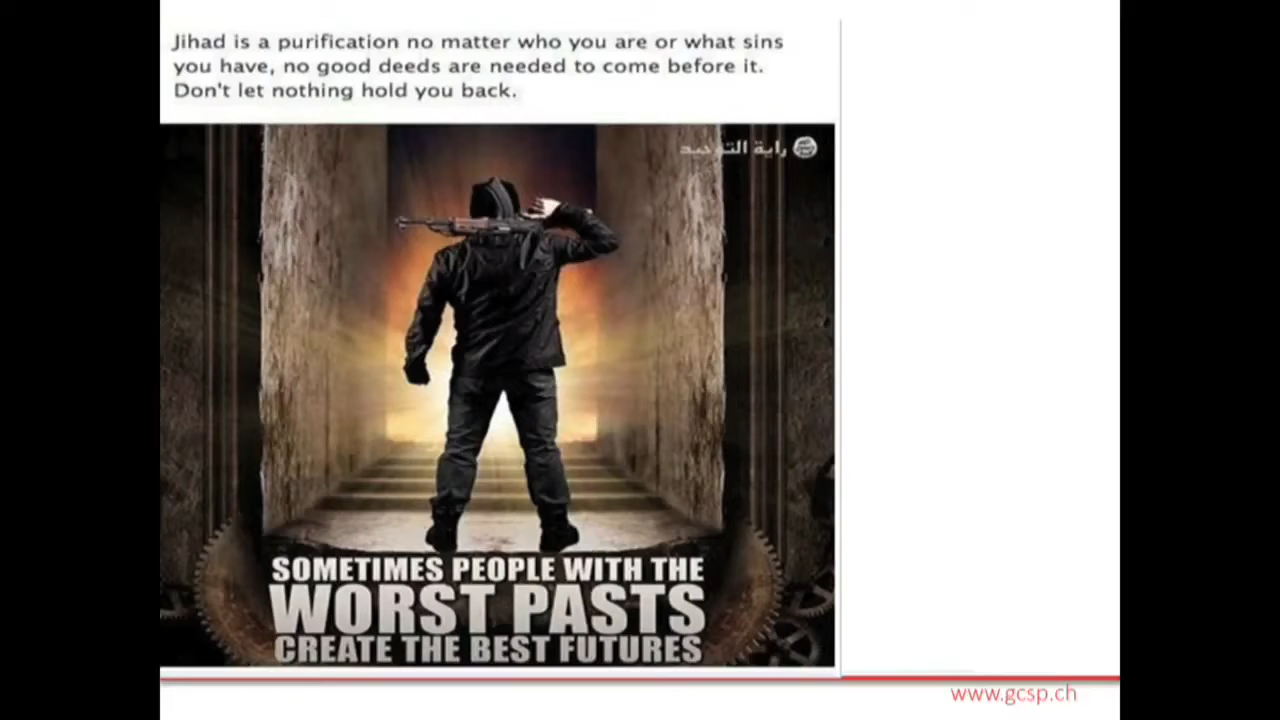 Jihad is a purification no matter who you are or what sins
you have, no good deeds are needed to come before it.
Don't let nothing hold you back.
راية التوحيد
SOMETIMES PEOPLE WITH THE
WORST PASTS
CREATE THE BEST FUTURES
www.gcsp.ch